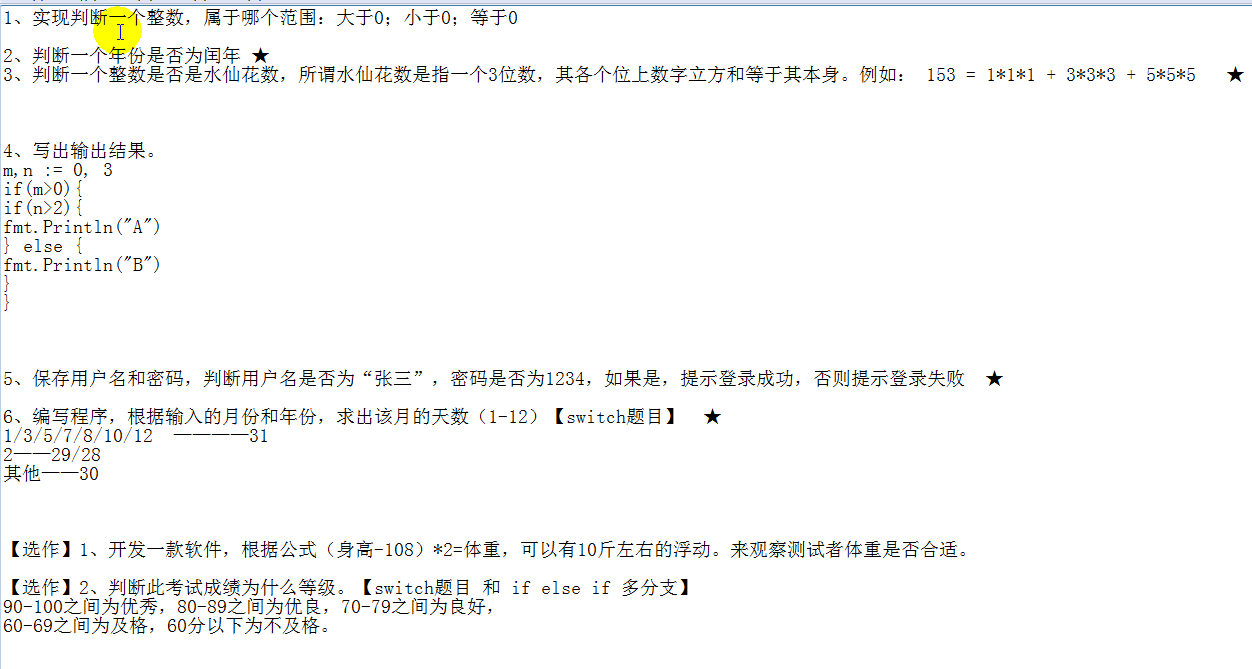 1、实现判断一个整数，属于哪个范围：大于0；小于0；等于0
2、判断一个年份是否为闰年 ★
3、判断一个整数是否是水仙花数，所谓水仙花数是指一个3位数，其各个位上数字立方和等于其本身。例如： 153 = 1*1*1 + 3*3*3 + 5*5*5 ★
4、写出输出结果。
m,n := 0, 3
if(m>0){
if(n>2){
fmt.Println("A")
} else {
fmt.Println("B")
}
}
5、保存用户名和密码，判断用户名是否为“张三”，密码是否为1234，如果是，提示登录成功，否则提示登录失败 ★
6、编写程序，根据输入的月份和年份，求出该月的天数（1-12）【switch题目】 ★
1/3/5/7/8/10/12 ————31
2——29/28
其他——30
【选作】1、开发一款软件，根据公式（身高-108）*2=体重，可以有10斤左右的浮动。来观察测试者体重是否合适。
【选作】2、判断此考试成绩为什么等级。【switch题目 和 if else if 多分支】
90-100之间为优秀，80-89之间为优良，70-79之间为良好，
60-69之间为及格，60分以下为不及格。